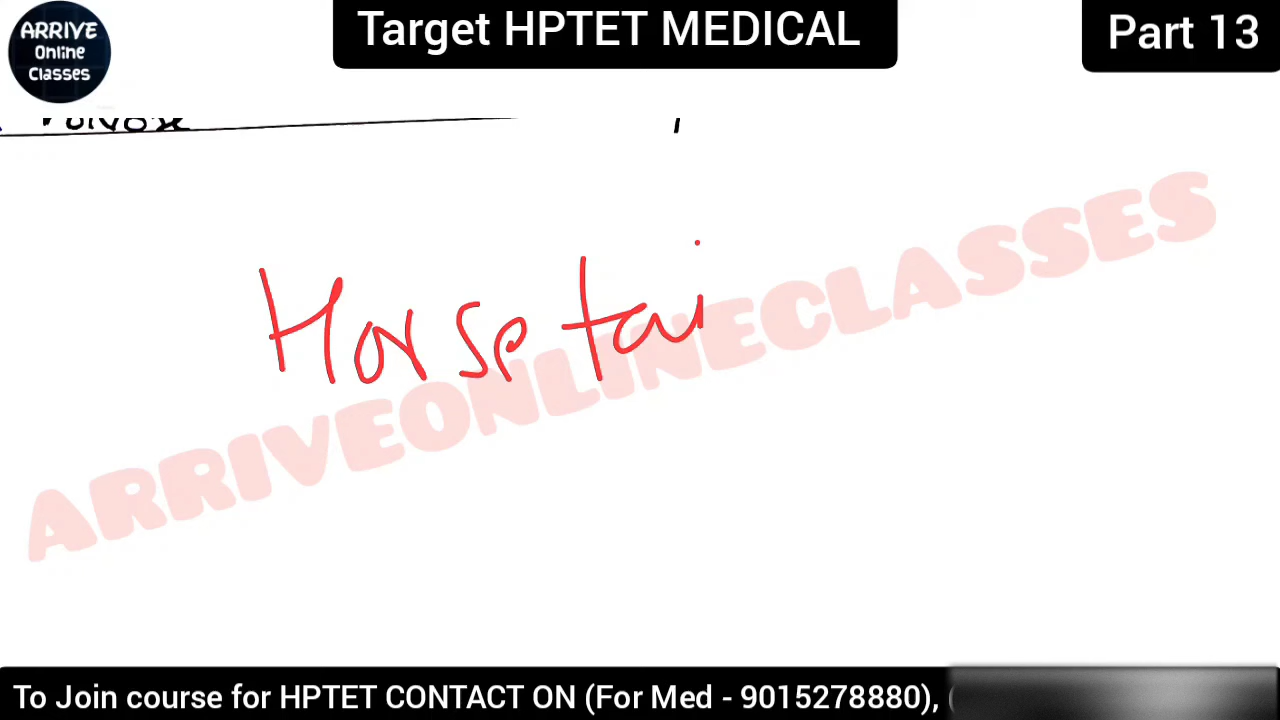 ARRIVE
Online
Classes
Target HPTET MEDICAL
Part 13
Horsetai
ARRIVEONLINECLASSES
To Join course for HPTET CONTACT ON (For Med - 9015278880), (